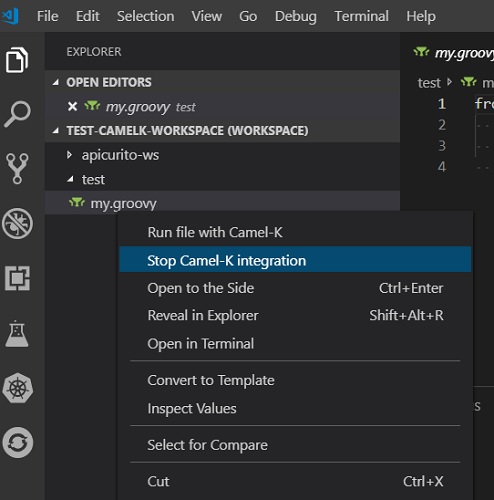 File Edit Selection View Go Debug Terminal Help
EXPLORER
OPEN EDITORS
my.groovy test
TEST-CAMELK-WORKSPACE (WORKSPACE)
apicurito-ws
test
my.groovy
my.groovy
test
1
2
3
4
Run file with Camel-K
Stop Camel-K integration
Open to the Side Ctrl+Enter
Reveal in Explorer Shift+Alt+R
Open in Terminal
Convert to Template
Inspect Values
Select for Compare
Cut Ctrl+X